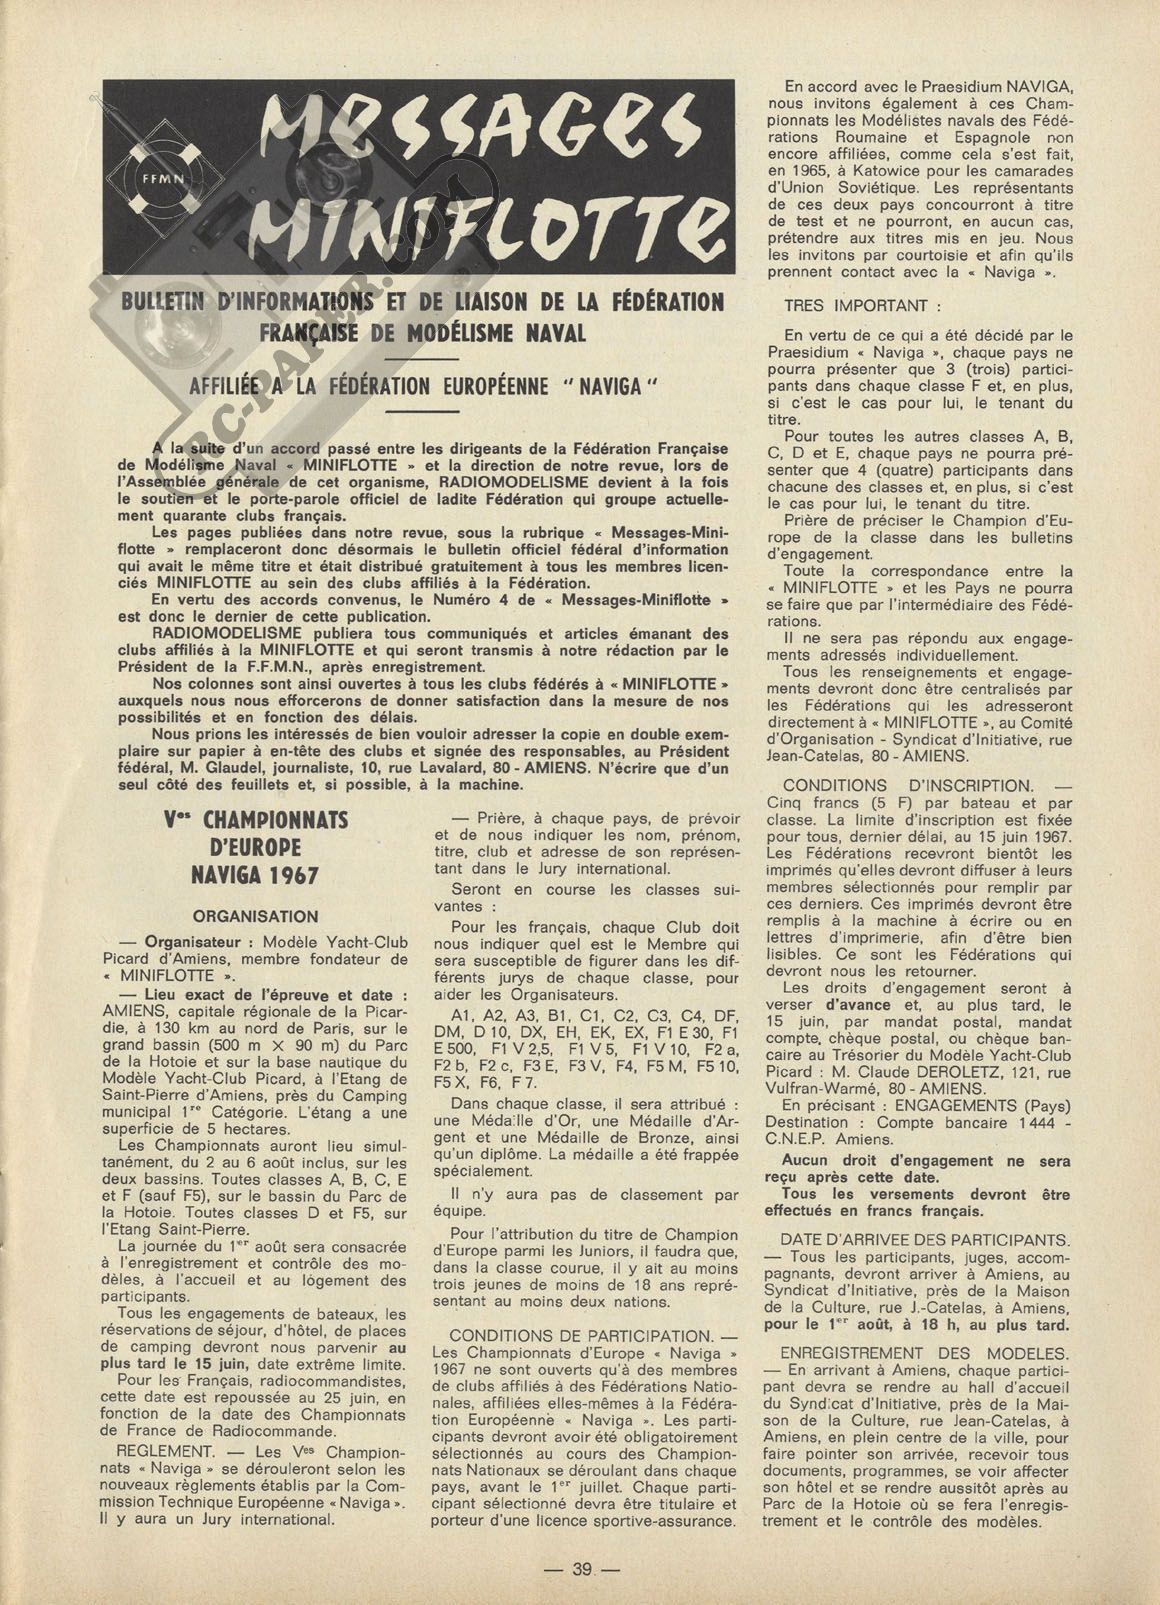 MESSAGES
MINIFLOTTE
FFMN
RC-PAPER.COM
BULLETIN D'INFORMATIONS ET DE LIAISON DE LA FÉDÉRATION
FRANÇAISE DE MODÉLISME NAVAL
AFFILIÉE A LA FÉDÉRATION EUROPÉENNE "NAVIGA"
A la suite d'un accord passé entre les dirigeants de la Fédération Française
de Modélisme Naval « MINIFLOTTE » et la direction de notre revue, lors de
l'Assemblée générale de cet organisme, RADIOMODELISME devient à la fois
le soutien et le porte-parole officiel de ladite Fédération qui groupe actuelle-
ment quarante clubs français.
Les pages publiées dans notre revue, sous la rubrique « Messages-Mini-
flotte » remplaceront donc désormais le bulletin officiel fédéral d'information
qui avait le même titre et était distribué gratuitement à tous les membres licen-
ciés MINIFLOTTE au sein des clubs affiliés à la Fédération.
En vertu des accords convenus, le Numéro 4 de « Messages-Miniflotte »
est donc le dernier de cette publication.
RADIOMODELISME publiera tous communiqués et articles émanant des
clubs affiliés à la MINIFLOTTE et qui seront transmis à notre rédaction par le
Président de la F.F.M.N., après enregistrement.
Nos colonnes sont ainsi ouvertes à tous les clubs fédérés à « MINIFLOTTE »
auxquels nous nous efforcerons de donner satisfaction dans la mesure de nos
possibilités et en fonction des délais.
Nous prions les intéressés de bien vouloir adresser la copie en double exem-
plaire sur papier à en-tête des clubs et signée des responsables, au Président
fédéral, M. Glaudel, journaliste, 10, rue Lavalard, 80 - AMIENS. N'écrire que d'un
seul côté des feuillets et, si possible, à la machine.
Ves CHAMPIONNATS
D'EUROPE
NAVIGA 1967
ORGANISATION
— Organisateur : Modèle Yacht-Club
Picard d'Amiens, membre fondateur de
« MINIFLOTTE ».
— Lieu exact de l'épreuve et date :
AMIENS, capitale régionale de la Picar-
die, à 130 km au nord de Paris, sur le
grand bassin (500 m X 90 m) du Parc
de la Hotoie et sur la base nautique du
Modèle Yacht-Club Picard, à l'Etang de
Saint-Pierre d'Amiens, près du Camping
municipal 1re Catégorie. L'étang a une
superficie de 5 hectares.
Les Championnats auront lieu simul-
tanément, du 2 au 6 août inclus, sur les
deux bassins. Toutes classes A, B, C, E
et F (sauf F5), sur le bassin du Parc de
la Hotoie. Toutes classes D et F5, sur
l'Etang Saint-Pierre.
La journée du 1er août sera consacrée
à l'enregistrement et contrôle des mo-
dèles, à l'accueil et au logement des
participants.
Tous les engagements de bateaux, les
réservations de séjour, d'hôtel, de places
de camping devront nous parvenir au
plus tard le 15 juin, date extrême limite.
Pour les Français, radiocommandistes,
cette date est repoussée au 25 juin, en
fonction de la date des Championnats
de France de Radiocommande.
REGLEMENT. — Les Ves Champion-
nats « Naviga » se dérouleront selon les
nouveaux règlements établis par la Com-
mission Technique Européenne « Naviga ».
Il y aura un Jury international.
— Prière, à chaque pays, de prévoir
et de nous indiquer les nom, prénom,
titre, club et adresse de son représen-
tant dans le Jury international.
Seront en course les classes sui-
vantes :
Pour les français, chaque Club doit
nous indiquer quel est le Membre qui
sera susceptible de figurer dans les dif-
férents jurys de chaque classe, pour
aider les Organisateurs.
A1, A2, A3, B1, C1, C2, C3, C4, DF,
DM, D 10, DX, EH, EK, EX, F1 E 30, F1
E 500, F1 V 2,5, F1 V 5, F1 V 10, F2 a,
F2 b, F2 c, F3 E, F3 V, F4, F5 M, F5 10,
F5 X, F6, F 7.
Dans chaque classe, il sera attribué :
une Médaille d'Or, une Médaille d'Ar-
gent et une Médaille de Bronze, ainsi
qu'un diplôme. La médaille a été frappée
spécialement.
Il n'y aura pas de classement par
équipe.
Pour l'attribution du titre de Champion
d'Europe parmi les Juniors, il faudra que,
dans la classe courue, il y ait au moins
trois jeunes de moins de 18 ans repré-
sentant au moins deux nations.
CONDITIONS DE PARTICIPATION. —
Les Championnats d'Europe « Naviga »
1967 ne sont ouverts qu'à des membres
de clubs affiliés à des Fédérations Natio-
nales, affiliées elles-mêmes à la Fédéra-
tion Européenne « Naviga ». Les parti-
cipants devront avoir été obligatoirement
sélectionnés au cours des Champion-
nats Nationaux se déroulant dans chaque
pays, avant le 1er juillet. Chaque parti-
cipant sélectionné devra être titulaire et
porteur d'une licence sportive-assurance.
En accord avec le Praesidium NAVIGA,
nous invitons également à ces Cham-
pionnats les Modélistes navals des Fédé-
rations Roumaine et Espagnole non
encore affiliées, comme cela s'est fait,
en 1965, à Katowice pour les camarades
d'Union Soviétique. Les représentants
de ces deux pays concourront à titre
de test et ne pourront, en aucun cas,
prétendre aux titres mis en jeu. Nous
les invitons par courtoisie et afin qu'ils
prennent contact avec la « Naviga ».
TRES IMPORTANT :
En vertu de ce qui a été décidé par le
Praesidium « Naviga », chaque pays ne
pourra présenter que 3 (trois) partici-
pants dans chaque classe F et, en plus,
si c'est le cas pour lui, le tenant du
titre.
Pour toutes les autres classes A, B,
C, D et E, chaque pays ne pourra pré-
senter que 4 (quatre) participants dans
chacune des classes et, en plus, si c'est
le cas pour lui, le tenant du titre.
Prière de préciser le Champion d'Eu-
rope de la classe dans les bulletins
d'engagement.
Toute la correspondance entre la
« MINIFLOTTE » et les Pays ne pourra
se faire que par l'intermédiaire des Fédé-
rations.
Il ne sera pas répondu aux engage-
ments adressés individuellement.
Tous les renseignements et engage-
ments devront donc être centralisés par
les Fédérations qui les adresseront
directement à « MINIFLOTTE », au Comité
d'Organisation - Syndicat d'Initiative, rue
Jean-Catelas, 80 - AMIENS.
CONDITIONS D'INSCRIPTION. —
Cinq francs (5 F) par bateau et par
classe. La limite d'inscription est fixée
pour tous, dernier délai, au 15 juin 1967.
Les Fédérations recevront bientôt les
imprimés qu'elles devront diffuser à leurs
membres sélectionnés pour remplir par
ces derniers. Ces imprimés devront être
remplis à la machine à écrire ou en
lettres d'imprimerie, afin d'être bien
lisibles. Ce sont les Fédérations qui
devront nous les retourner.
Les droits d'engagement seront à
verser d'avance et, au plus tard, le
15 juin, par mandat postal, mandat
compte, chèque postal, ou chèque ban-
caire au Trésorier du Modèle Yacht-Club
Picard : M. Claude DEROLETZ, 121, rue
Vulfran-Warmé, 80 - AMIENS.
En précisant : ENGAGEMENTS (Pays)
Destination : Compte bancaire 1 444 -
C.N.E.P. Amiens.
Aucun droit d'engagement ne sera
reçu après cette date.
Tous les versements devront être
effectués en francs français.
DATE D'ARRIVEE DES PARTICIPANTS.
— Tous les participants, juges, accom-
pagnants, devront arriver à Amiens, au
Syndicat d'Initiative, près de la Maison
de la Culture, rue J.-Catelas, à Amiens,
pour le 1er août, à 18 h, au plus tard.
ENREGISTREMENT DES MODELES.
— En arrivant à Amiens, chaque partici-
pant devra se rendre au hall d'accueil
du Syndicat d'Initiative, près de la Mai-
son de la Culture, rue Jean-Catelas, à
Amiens, en plein centre de la ville, pour
faire pointer son arrivée, recevoir tous
documents, programmes, se voir affecter
son hôtel et se rendre aussitôt après au
Parc de la Hotoie où se fera l'enregis-
trement et le contrôle des modèles.
— 39 —